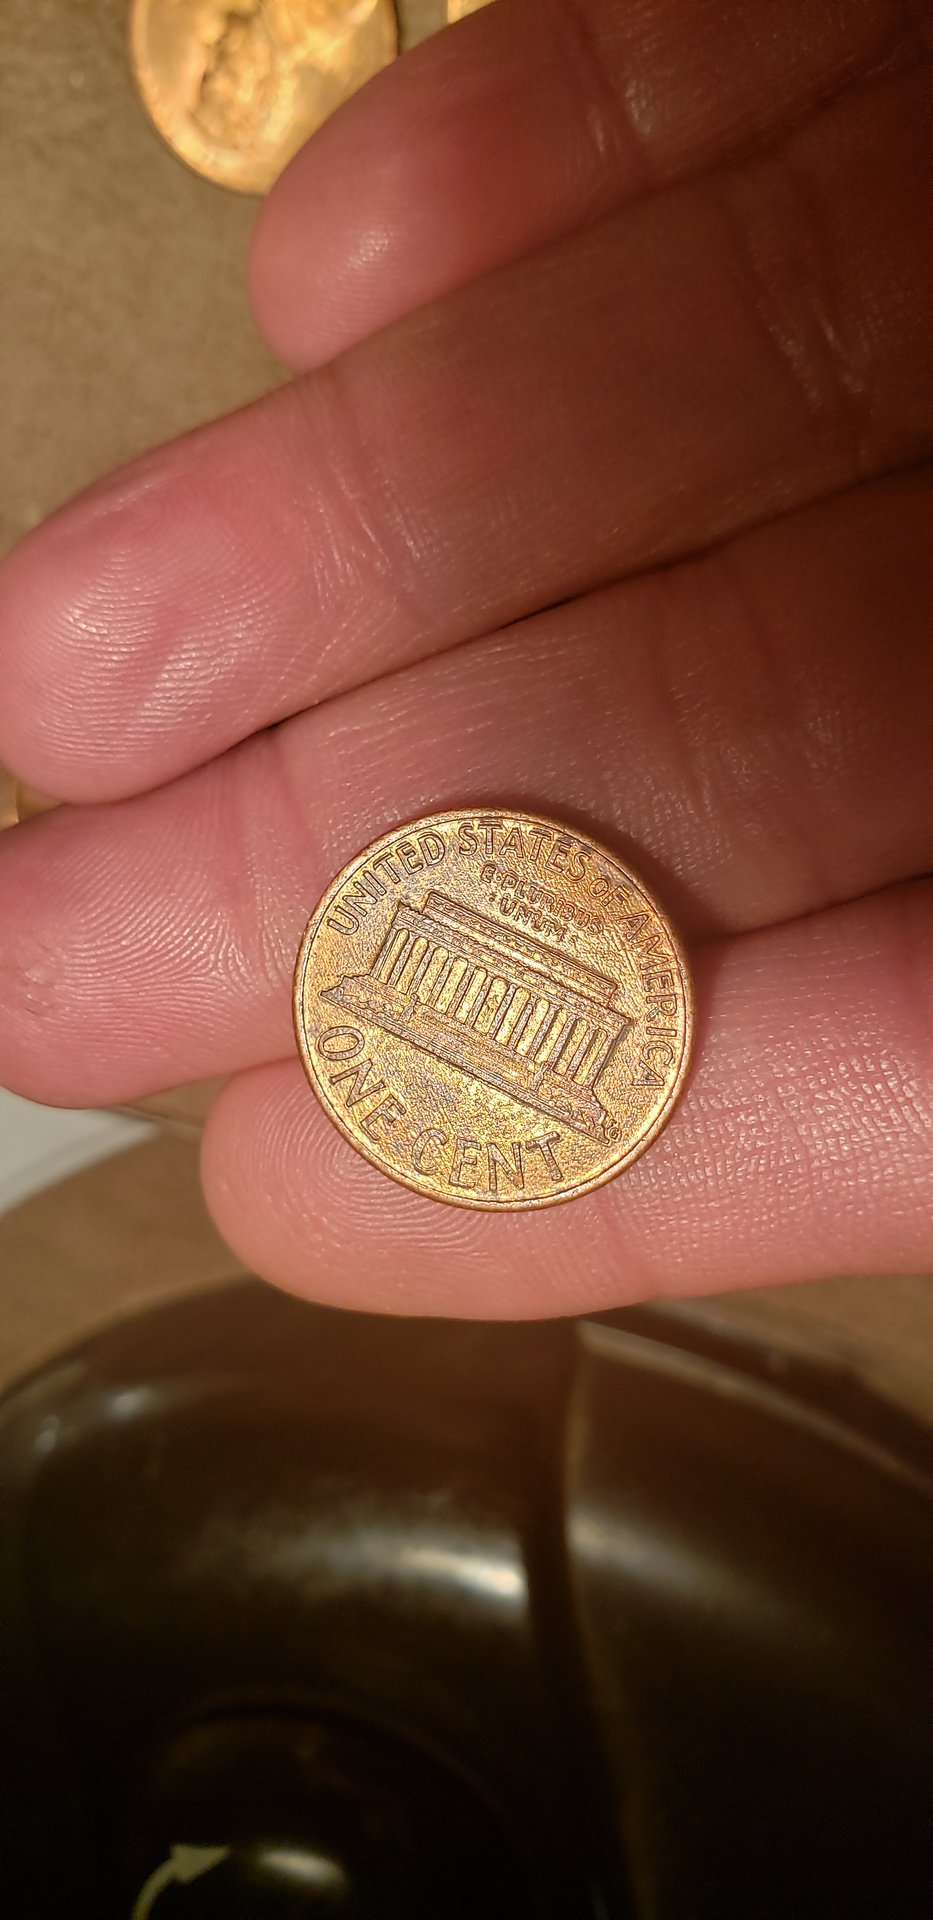 UNITED STATES OF AMERICA
E·PLURIBUS
·UNUM·
ONE CENT